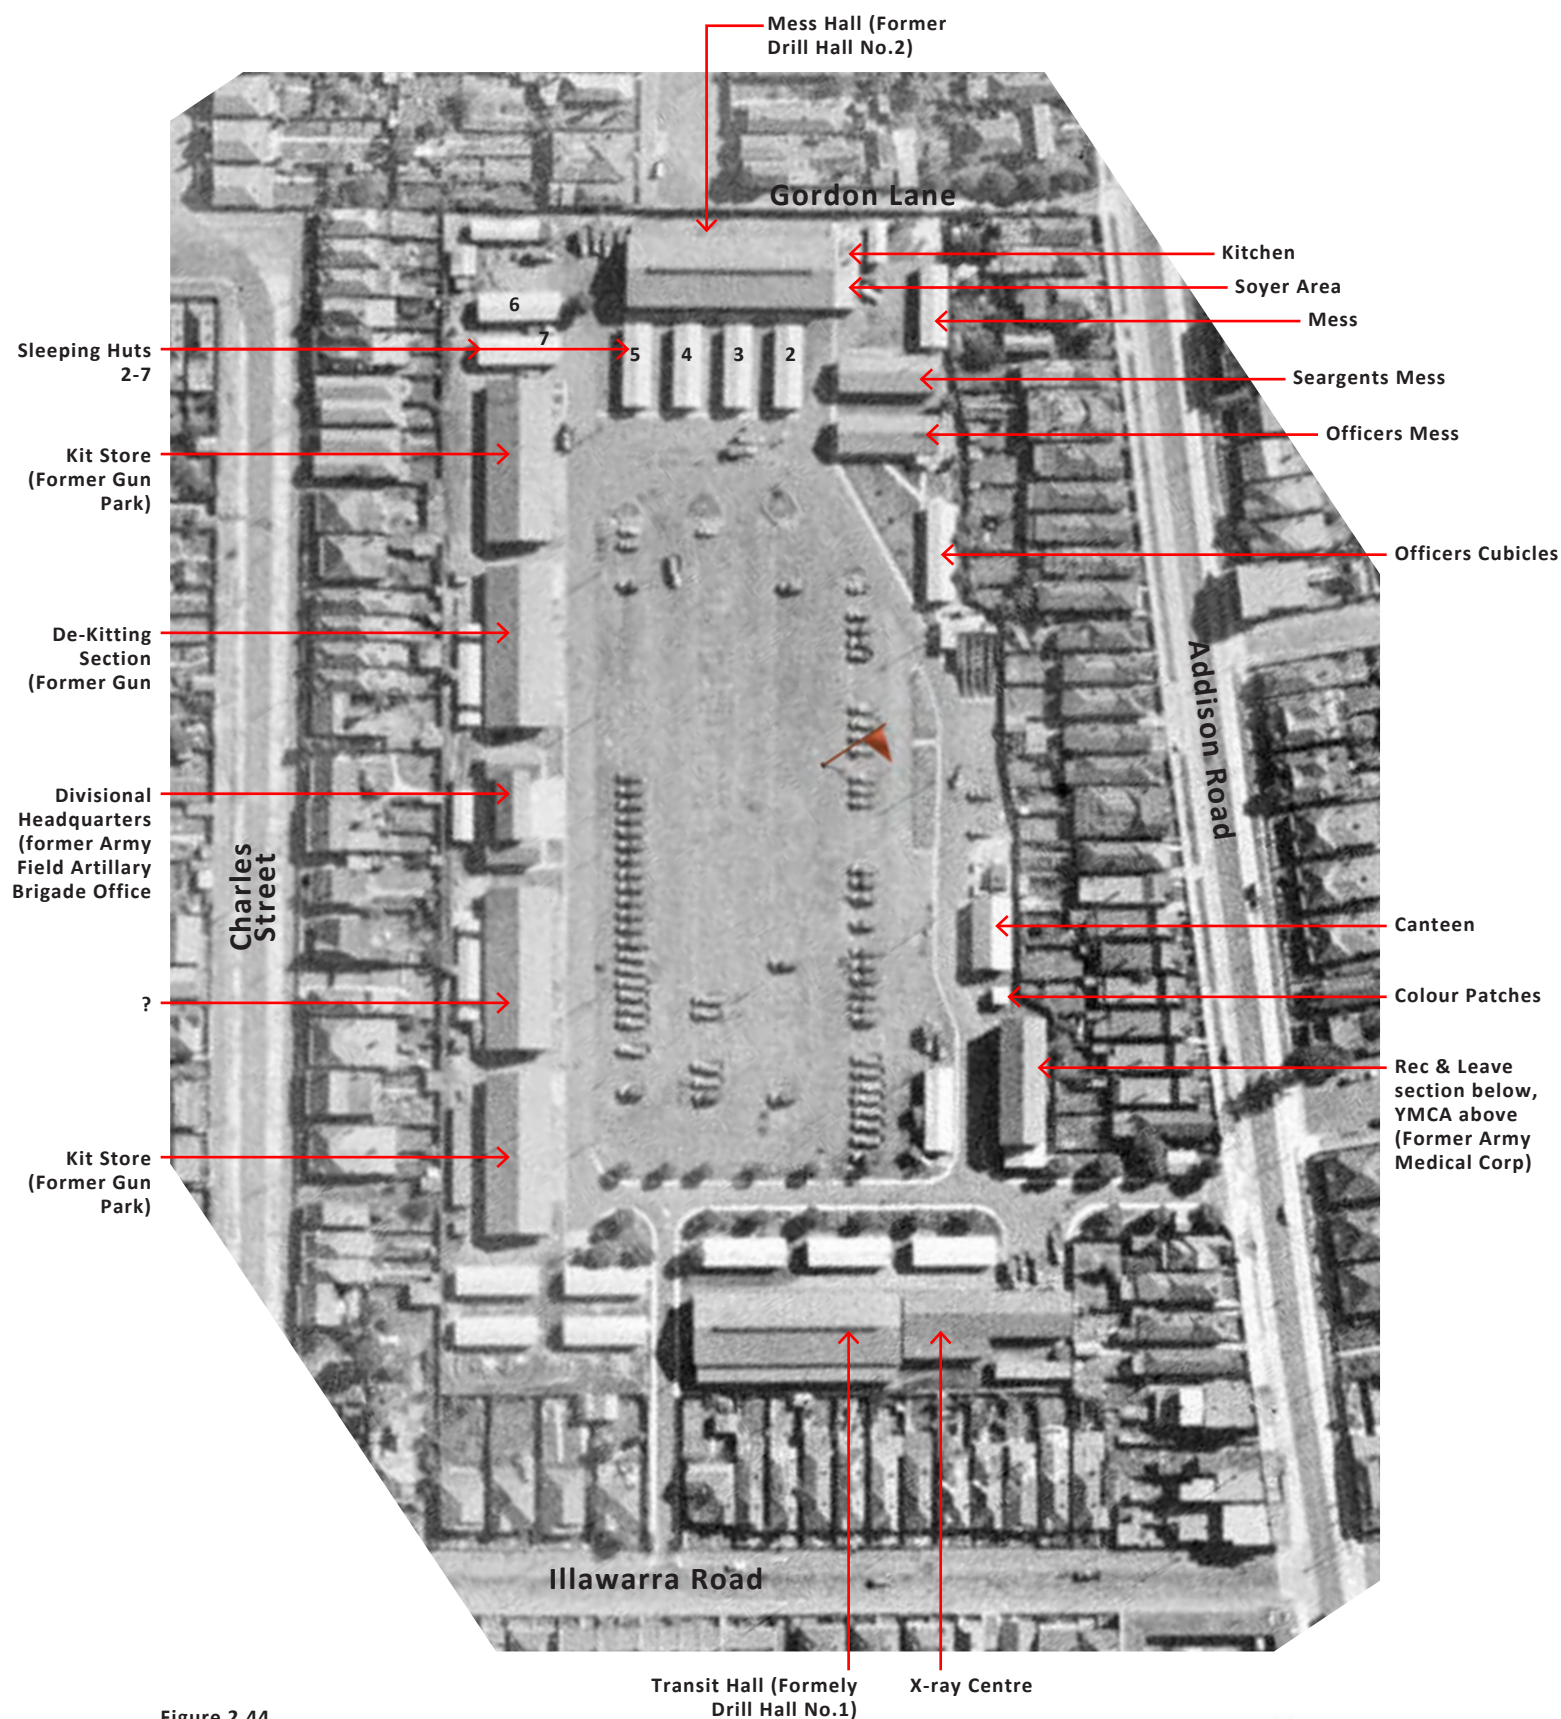 Mess Hall (Former
Drill Hall No.2)
Gordon Lane
Kitchen
Soyer Area
Mess
Seargents Mess
Officers Mess
Officers Cubicles
Addison Road
Canteen
Colour Patches
Rec & Leave
section below,
YMCA above
(Former Army
Medical Corp)
6
7
5
4
3
2
Sleeping Huts
2-7
Kit Store
(Former Gun
Park)
De-Kitting
Section
(Former Gun
Divisional
Headquarters
(former Army
Field Artillary
Brigade Office
Charles
Street
?
Kit Store
(Former Gun
Park)
Illawarra Road
Transit Hall (Formely
Drill Hall No.1)
X-ray Centre
Figure 2.44